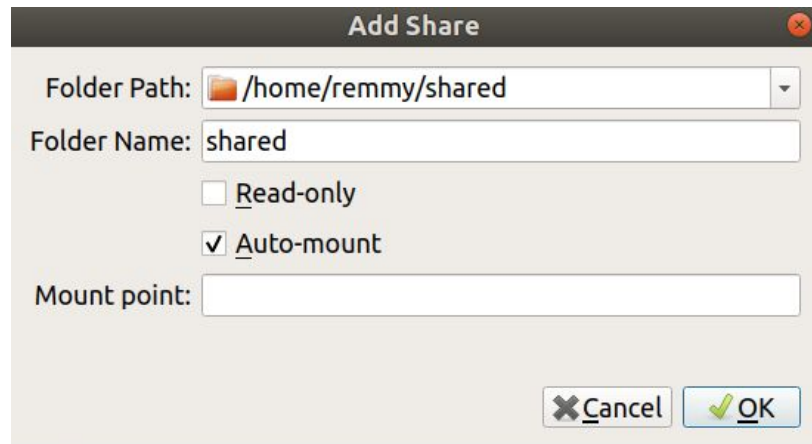 Add Share
Folder Path: /home/remmy/shared
Folder Name: shared
Read-only
Auto-mount
Mount point:
Cancel OK